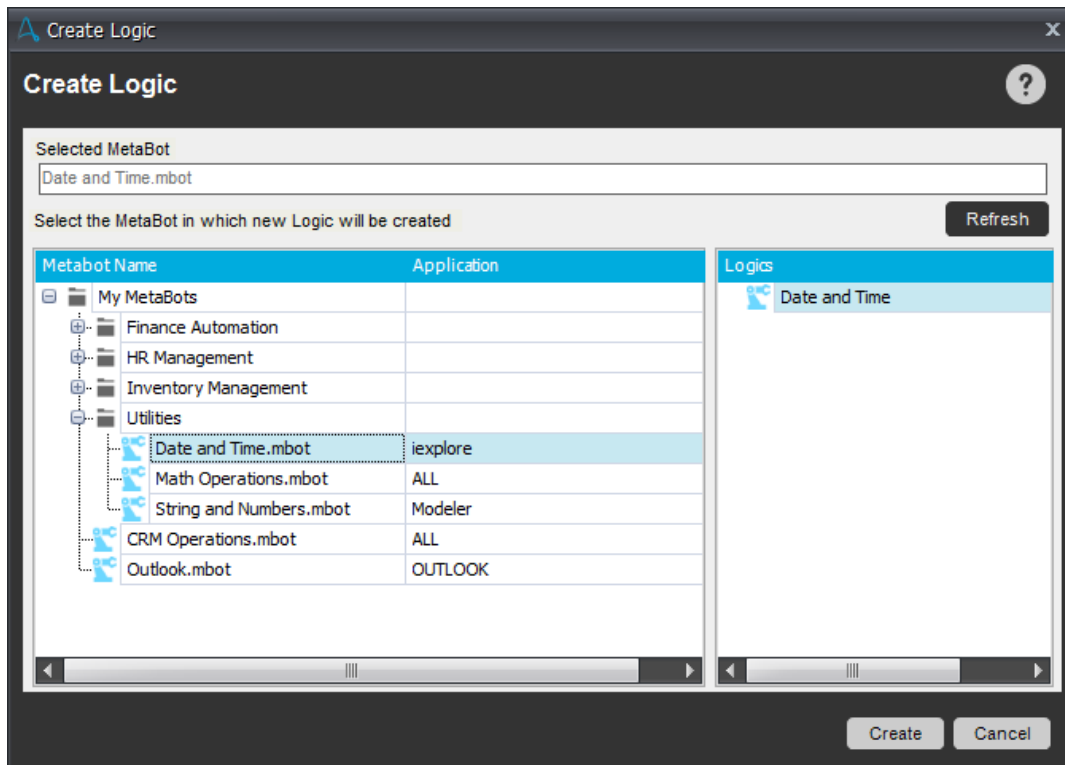 Create Logic
x
Create Logic
?
Selected MetaBot
Date and Time.mbot
Select the MetaBot in which new Logic will be created
Refresh
Metabot Name Application
My MetaBots
Finance Automation
HR Management
Inventory Management
Utilities
Date and Time.mbot iexplore
Math Operations.mbot ALL
String and Numbers.mbot Modeler
CRM Operations.mbot ALL
Outlook.mbot OUTLOOK
Logics
Date and Time
Create Cancel